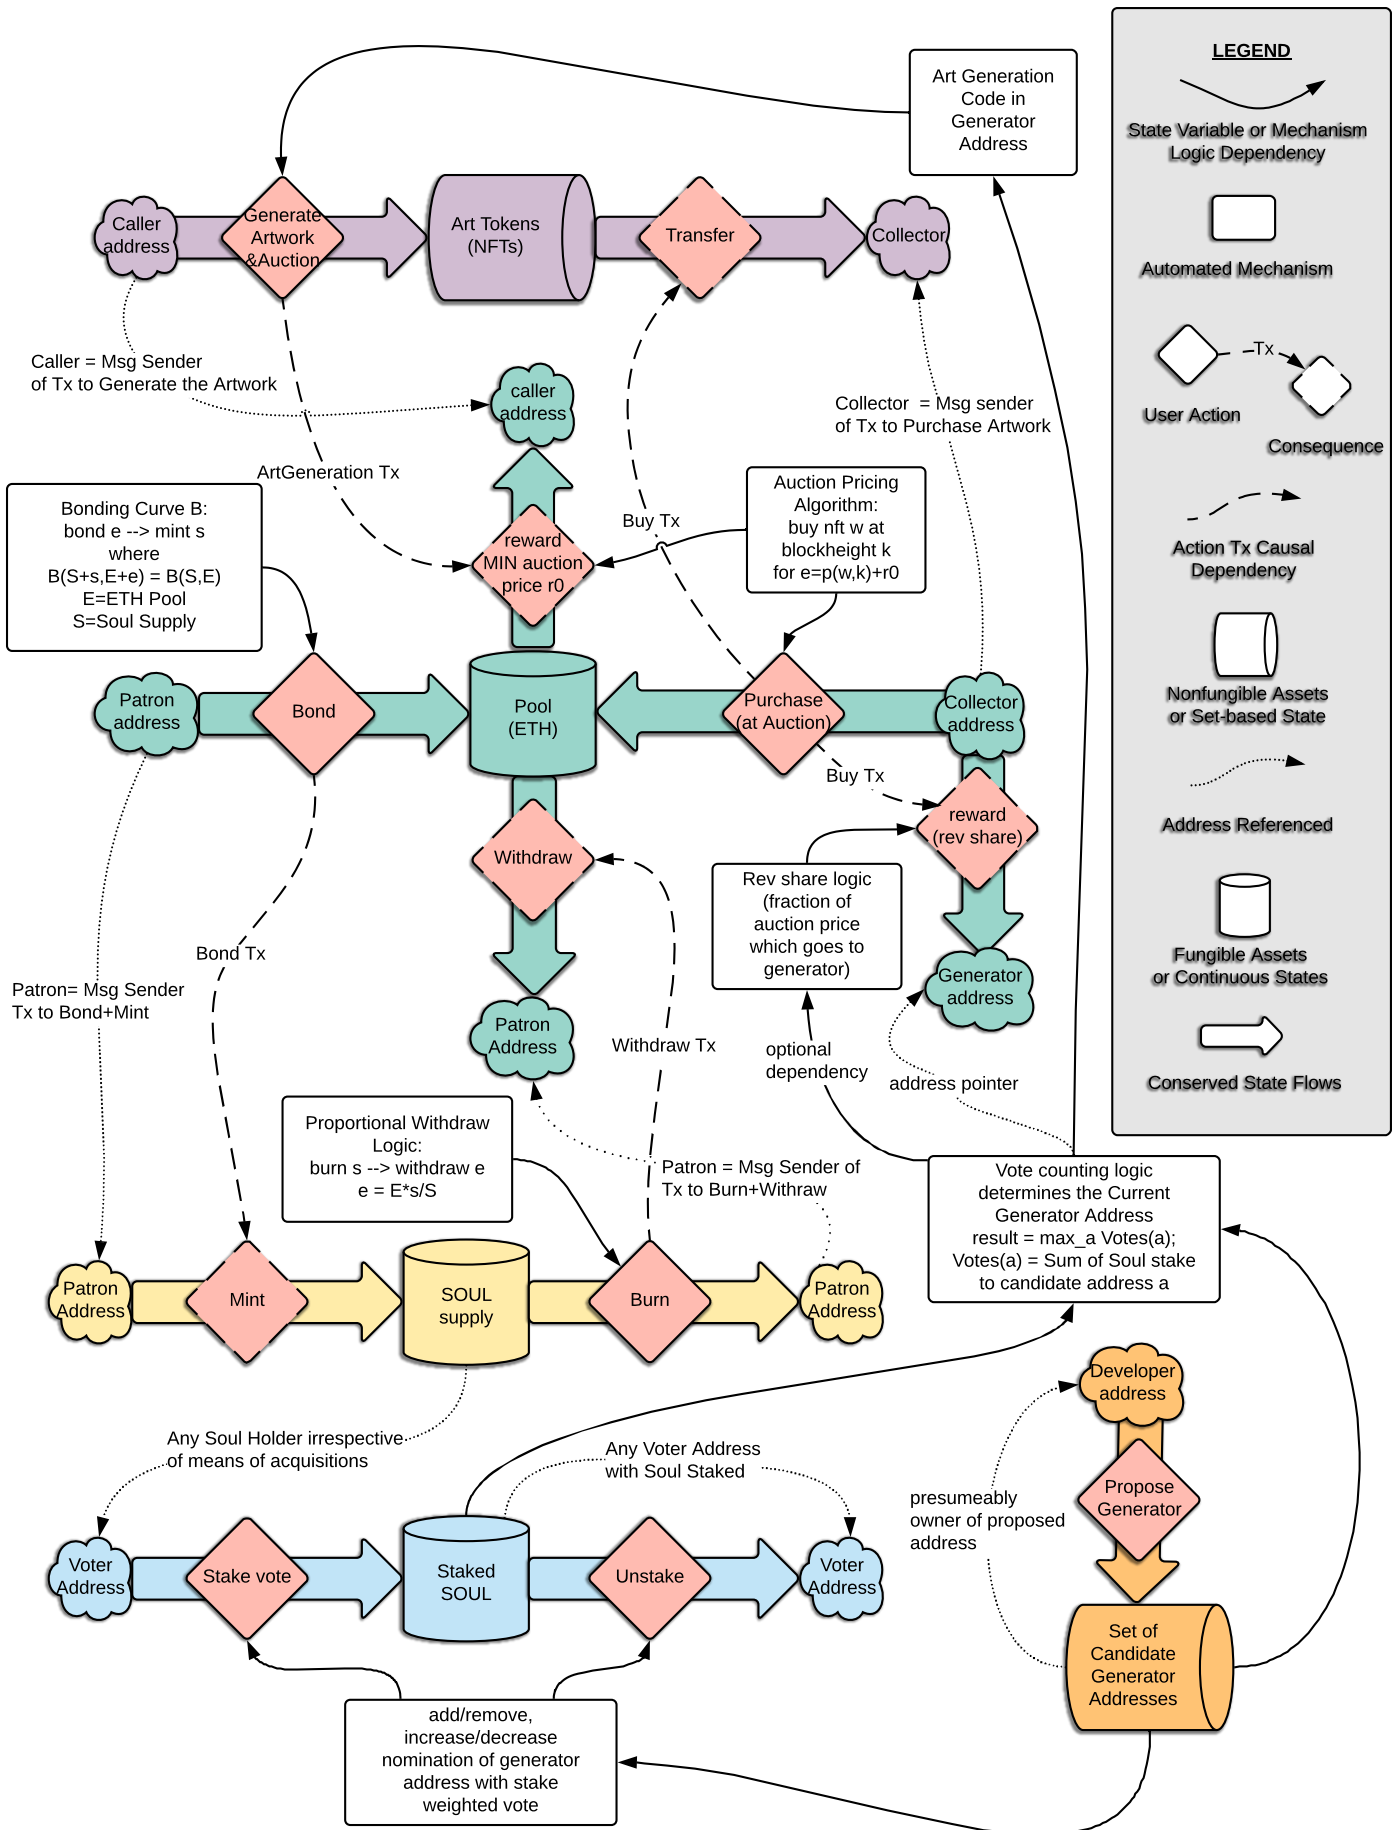 LEGEND
State Variable or Mechanism
Logic Dependency
Automated Mechanism
Tx
User Action
Consequence
Action Tx Causal
Dependency
Nonfungible Assets
or Set-based State
Address Referenced
Fungible Assets
or Continuous States
Conserved State Flows
Art Generation
Code in
Generator
Address
Caller
address
Generate
Artwork
&Auction
Art Tokens
(NFTs)
Transfer
Collector
Caller = Msg Sender
of Tx to Generate the Artwork
caller
address
Collector = Msg sender
of Tx to Purchase Artwork
ArtGeneration Tx
Buy Tx
Auction Pricing
Algorithm:
buy nft w at
blockheight k
for e=p(w,k)+r0
Bonding Curve B:
bond e --> mint s
where
B(S+s,E+e) = B(S,E)
E=ETH Pool
S=Soul Supply
reward
MIN auction
price r0
Patron
address
Bond
Pool
(ETH)
Purchase
(at Auction)
Collector
address
Buy Tx
reward
(rev share)
Withdraw
Rev share logic
(fraction of
auction price
which goes to
generator)
Bond Tx
Generator
address
Patron= Msg Sender
Tx to Bond+Mint
Patron
Address
Withdraw Tx
optional
dependency
address pointer
Proportional Withdraw
Logic:
burn s --> withdraw e
e = E*s/S
Patron = Msg Sender of
Tx to Burn+Withraw
Vote counting logic
determines the Current
Generator Address
result = max_a Votes(a);
Votes(a) = Sum of Soul stake
to candidate address a
Patron
Address
Mint
SOUL
supply
Burn
Patron
Address
Developer
address
Any Soul Holder irrespective
of means of acquisitions
Any Voter Address
with Soul Staked
Propose
Generator
presumeably
owner of proposed
address
Voter
Address
Stake vote
Staked
SOUL
Unstake
Voter
Address
Set of
Candidate
Generator
Addresses
add/remove,
increase/decrease
nomination of generator
address with stake
weighted vote